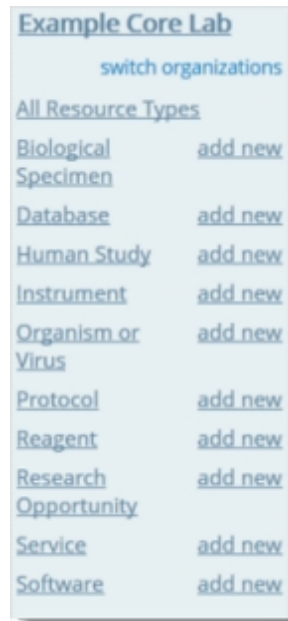 Example Core Lab
switch organizations
All Resource Types
Biological add new
Specimen
Database add new
Human Study add new
Instrument add new
Organism or add new
Virus
Protocol add new
Reagent add new
Research add new
Opportunity
Service add new
Software add new